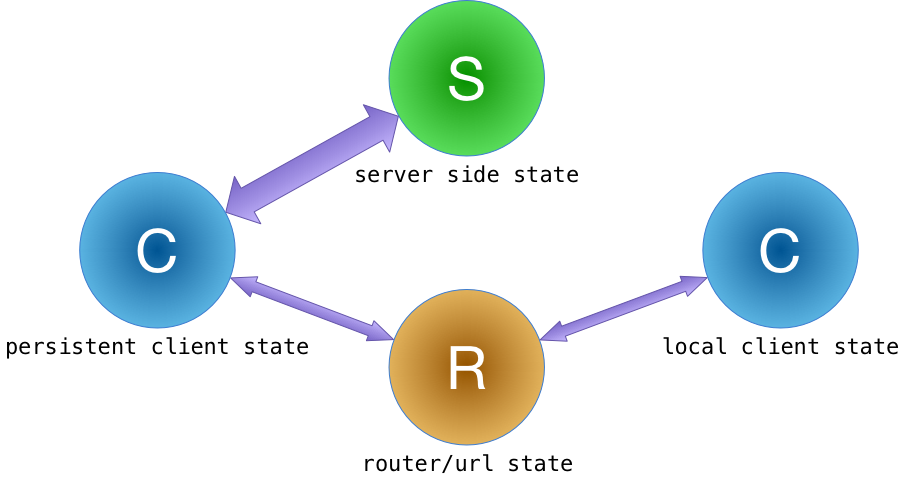 S
server side state
C
persistent client state
C
local client state
R
router/url state